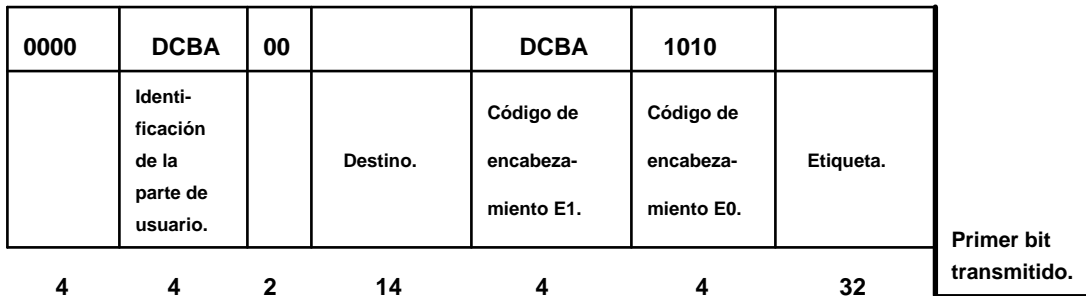 0000 DCBA 00 DCBA 1010
Identi-
ficación
de la
parte de
usuario.
Destino.
Código de
encabeza-
miento E1.
Código de
encabeza-
miento E0.
Etiqueta.
Primer bit
transmitido.
4 4 2 14 4 4 32